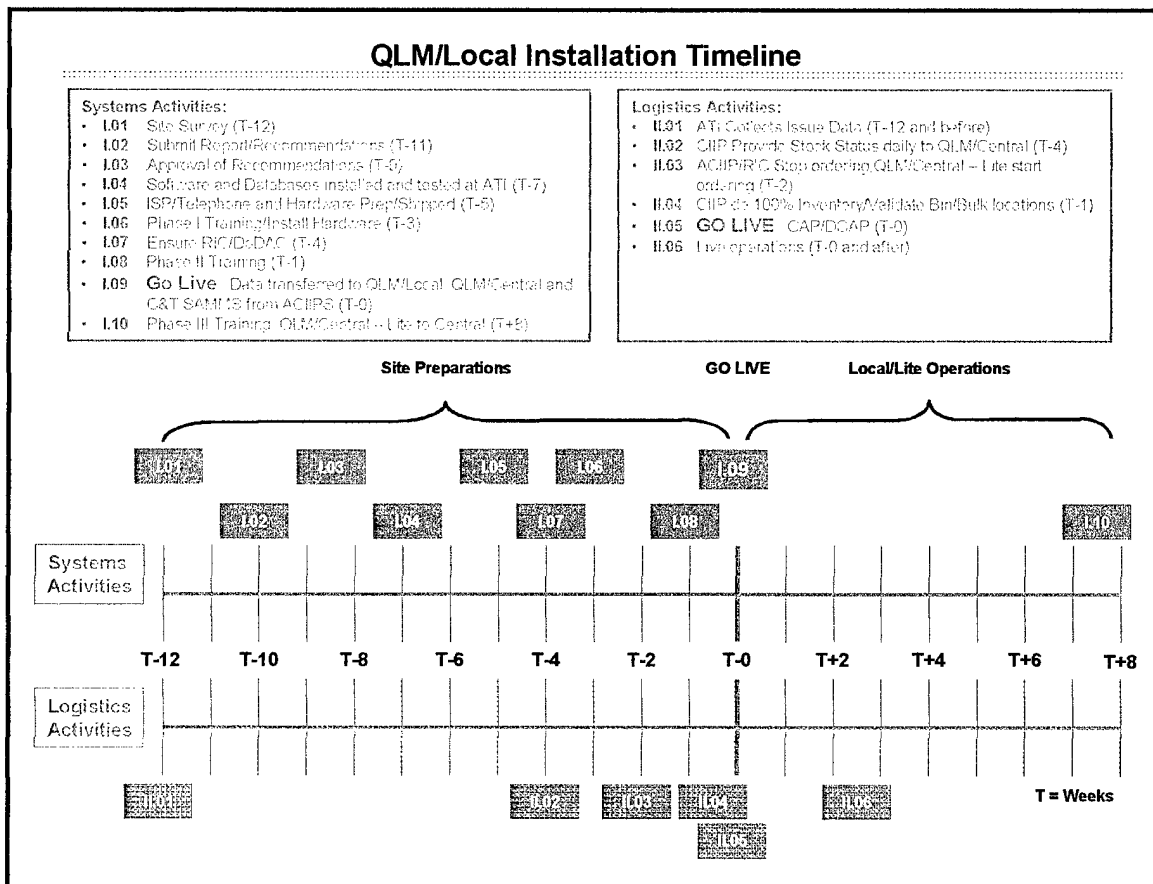 QLM/Local Installation Timeline
Systems Activities:
• I.01 Site Survey (T-12)
• I.02 Submit Report/Recommendations (T-11)
• I.03 Approval of Recommendations
• I.04 Software and Databases installed and tested at ATI (T-7)
• I.05 ISP/Telephone and Hardware Prep/Shipped
• I.06 Phase I Training/Install Hardware (T-3)
• I.07 Ensure RIC/DoDAC (T-4)
• I.08 Phase II Training (T-1)
• I.09 Go Live Data transferred to QLM/Local, QLM/Central and
C&T SAMMS from ACIIPS (T-0)
• I.10 Phase III Training QLM/Central – Lite to Central (T+8)
Logistics Activities:
• II.01 ATI Collects Issue Data (T-12 and before)
• II.02 CIIP Provide Stock Status daily to QLM/Central (T-4)
• II.03 ACIIP/RIC Stop ordering QLM/Central – Lite start
ordering (T-2)
• II.04 CIIP do 100% Inventory/Validate Bin/Bulk locations (T-1)
• II.05 GO LIVE CAP/DCAP (T-0)
• II.06 Live operations (T-0 and after)
Site Preparations GO LIVE Local/Lite Operations
I.01 I.03 I.05 I.06 I.09
I.02 I.04 I.07 I.08 I.10
Systems
Activities
T-12 T-10 T-8 T-6 T-4 T-2 T-0 T+2 T+4 T+6 T+8
Logistics
Activities
II.01 II.02 II.03 II.04 II.06 T = Weeks
II.05